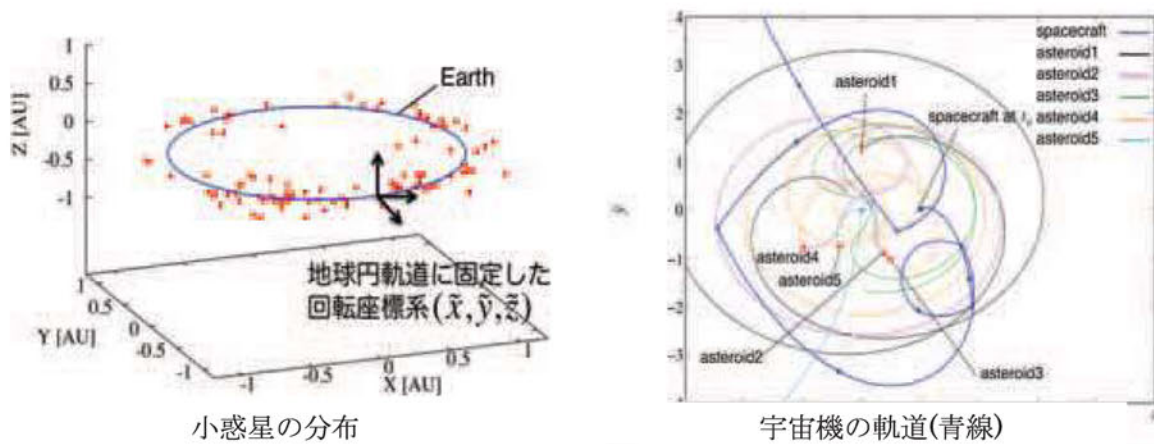 1
0.5
0
-0.5
-1
Z [AU]
Earth
地球円軌道に固定した
回転座標系(x̃, ỹ, z̃)
1
0.5
0
-0.5
-1
Y [AU]
-1
-0.5
0
0.5
1
X [AU]
小惑星の分布
4
3
2
1
0
-1
-2
-3
spacecraft
asteroid1
asteroid2
asteroid3
asteroid4
asteroid5
asteroid1
spacecraft at
asteroid4
asteroid5
asteroid2
asteroid3
宇宙機の軌道(青線)